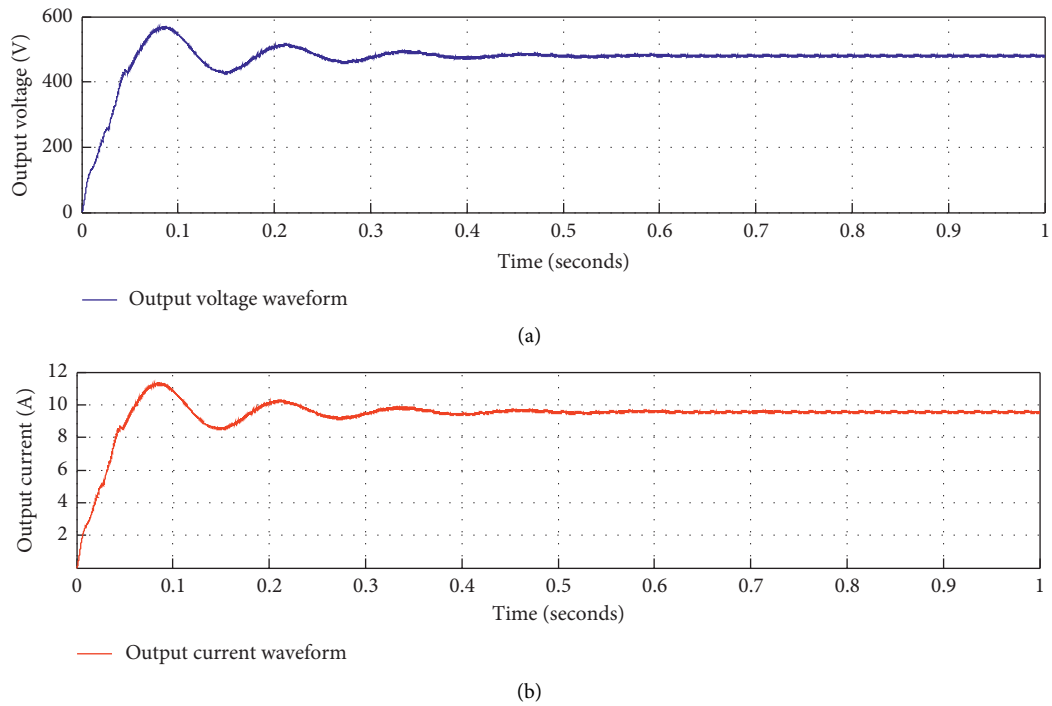 600
400
200
0
Output voltage (V)
0 0.1 0.2 0.3 0.4 0.5 0.6 0.7 0.8 0.9 1
Time (seconds)
Output voltage waveform
(a)
12
10
8
6
4
2
Output current (A)
0 0.1 0.2 0.3 0.4 0.5 0.6 0.7 0.8 0.9 1
Time (seconds)
Output current waveform
(b)